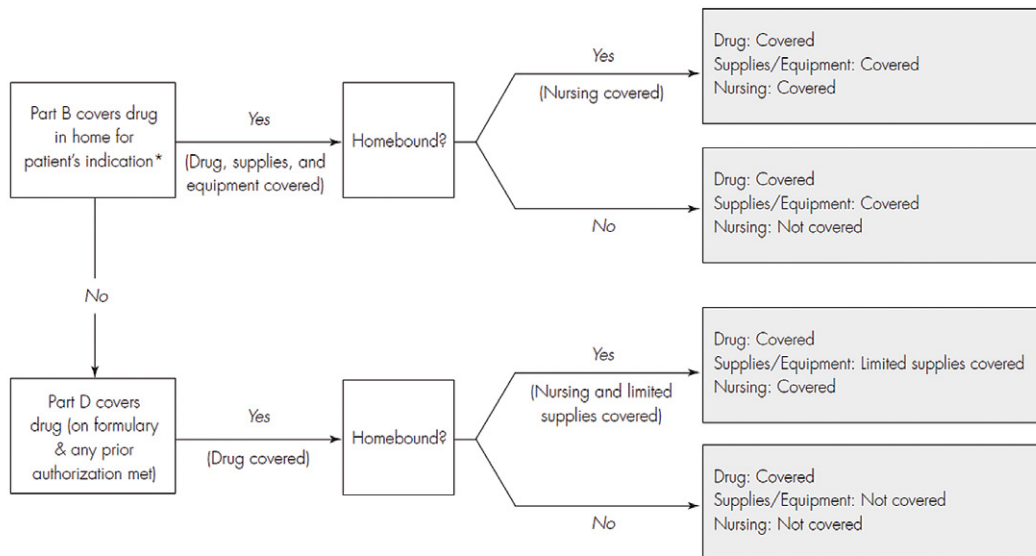 Part B covers drug
in home for
patient's indication*
Yes
(Drug, supplies, and
equipment covered)
Homebound?
Yes
(Nursing covered)
Drug: Covered
Supplies/Equipment: Covered
Nursing: Covered
No
Drug: Covered
Supplies/Equipment: Covered
Nursing: Not covered
No
Part D covers
drug (on formulary
& any prior
authorization met)
Yes
(Drug covered)
Homebound?
Yes
(Nursing and limited
supplies covered)
Drug: Covered
Supplies/Equipment: Limited supplies covered
Nursing: Covered
No
Drug: Covered
Supplies/Equipment: Not covered
Nursing: Not covered